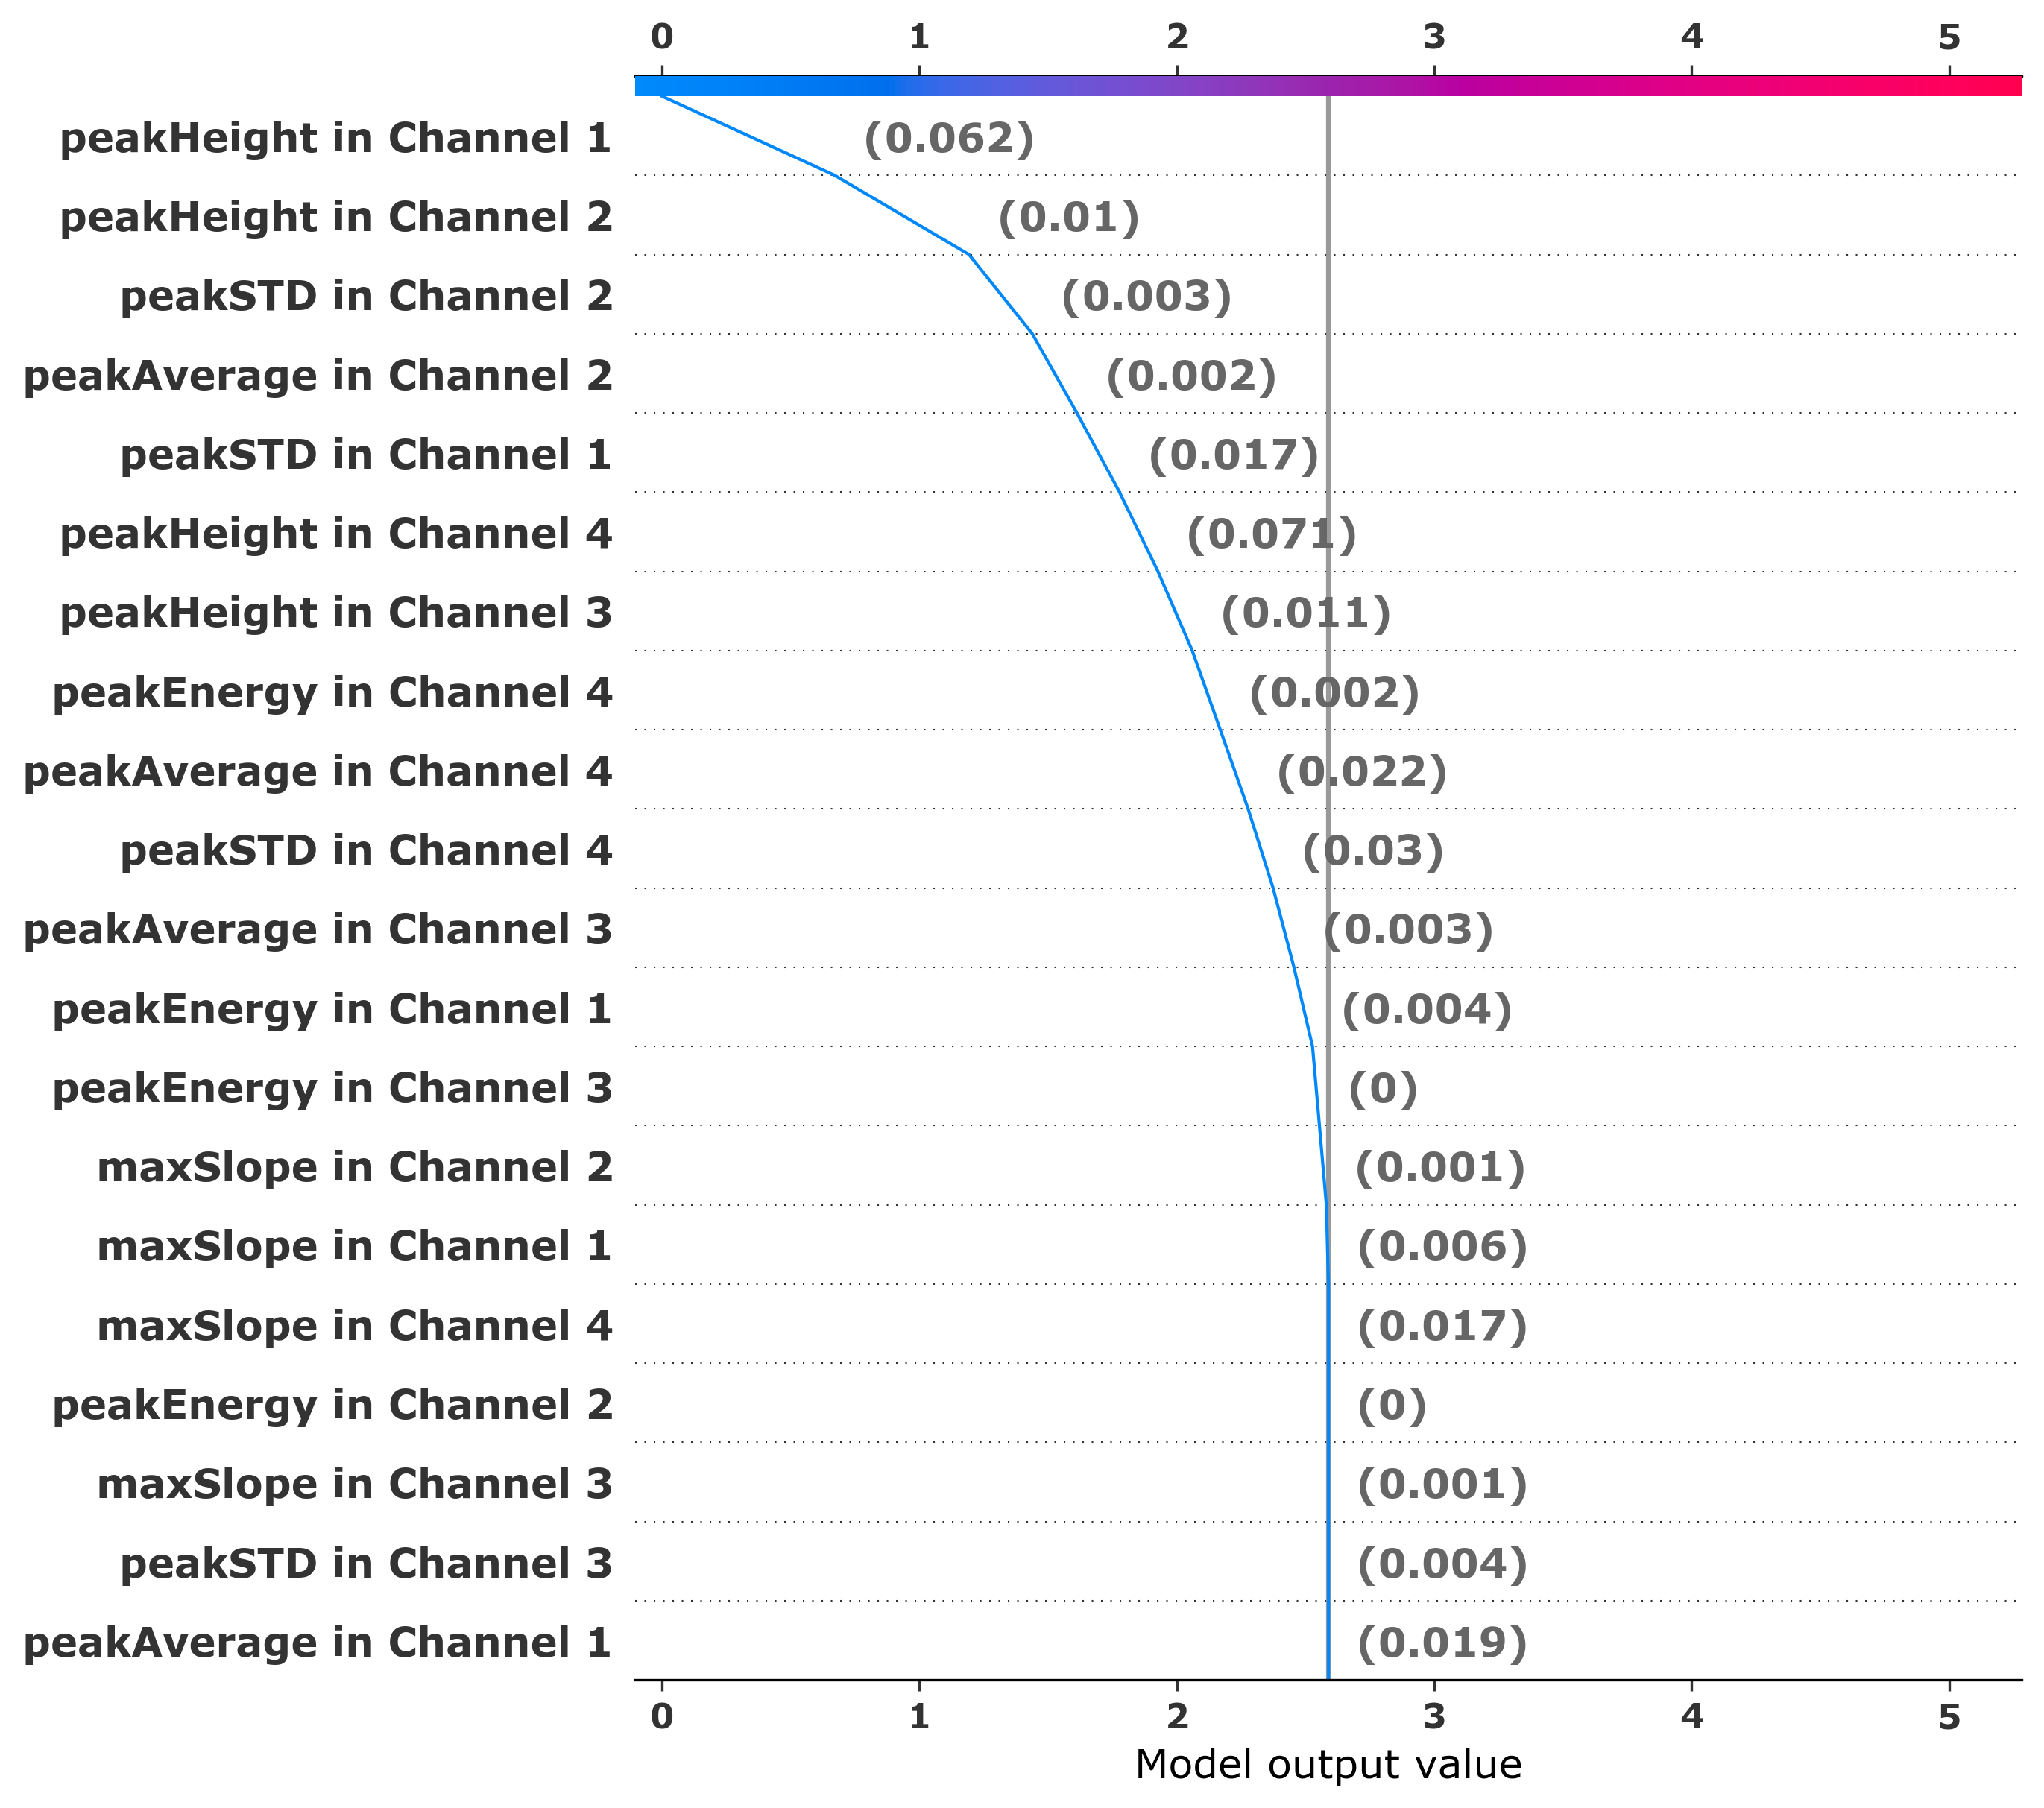 0 1 2 3 4 5
peakHeight in Channel 1 (0.062)
peakHeight in Channel 2 (0.01)
peakSTD in Channel 2 (0.003)
peakAverage in Channel 2 (0.002)
peakSTD in Channel 1 (0.017)
peakHeight in Channel 4 (0.071)
peakHeight in Channel 3 (0.011)
peakEnergy in Channel 4 (0.002)
peakAverage in Channel 4 (0.022)
peakSTD in Channel 4 (0.03)
peakAverage in Channel 3 (0.003)
peakEnergy in Channel 1 (0.004)
peakEnergy in Channel 3 (0)
maxSlope in Channel 2 (0.001)
maxSlope in Channel 1 (0.006)
maxSlope in Channel 4 (0.017)
peakEnergy in Channel 2 (0)
maxSlope in Channel 3 (0.001)
peakSTD in Channel 3 (0.004)
peakAverage in Channel 1 (0.019)
0 1 2 3 4 5
Model output value